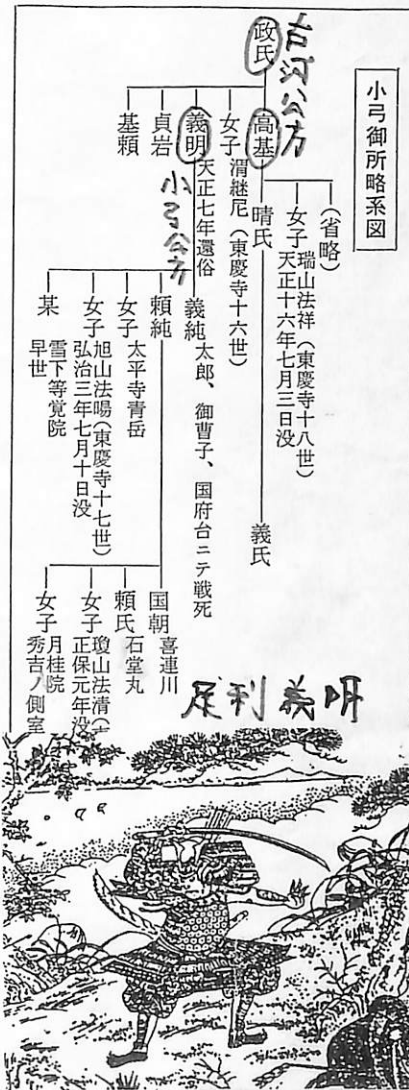 小弓御所略系図
古河公方
政氏
高基
(省略)
女子 瑞山法祥(東慶寺十八世)
天正十六年七月三日没
晴氏
義氏
女子 渭継尼(東慶寺十六世)
義明 天正七年還俗
小弓公方
貞岩
基頼
義純 太郎、御曹子、国府台ニテ戦死
頼純
女子 太平寺青岳
女子 旭山法暘(東慶寺十七世)
弘治三年七月十日没
某 雪下等覚院
早世
国朝 喜連川
頼氏 石堂丸
女子 瓊山法清(
正保元年没
女子 月桂院
秀吉ノ側室
足利義明